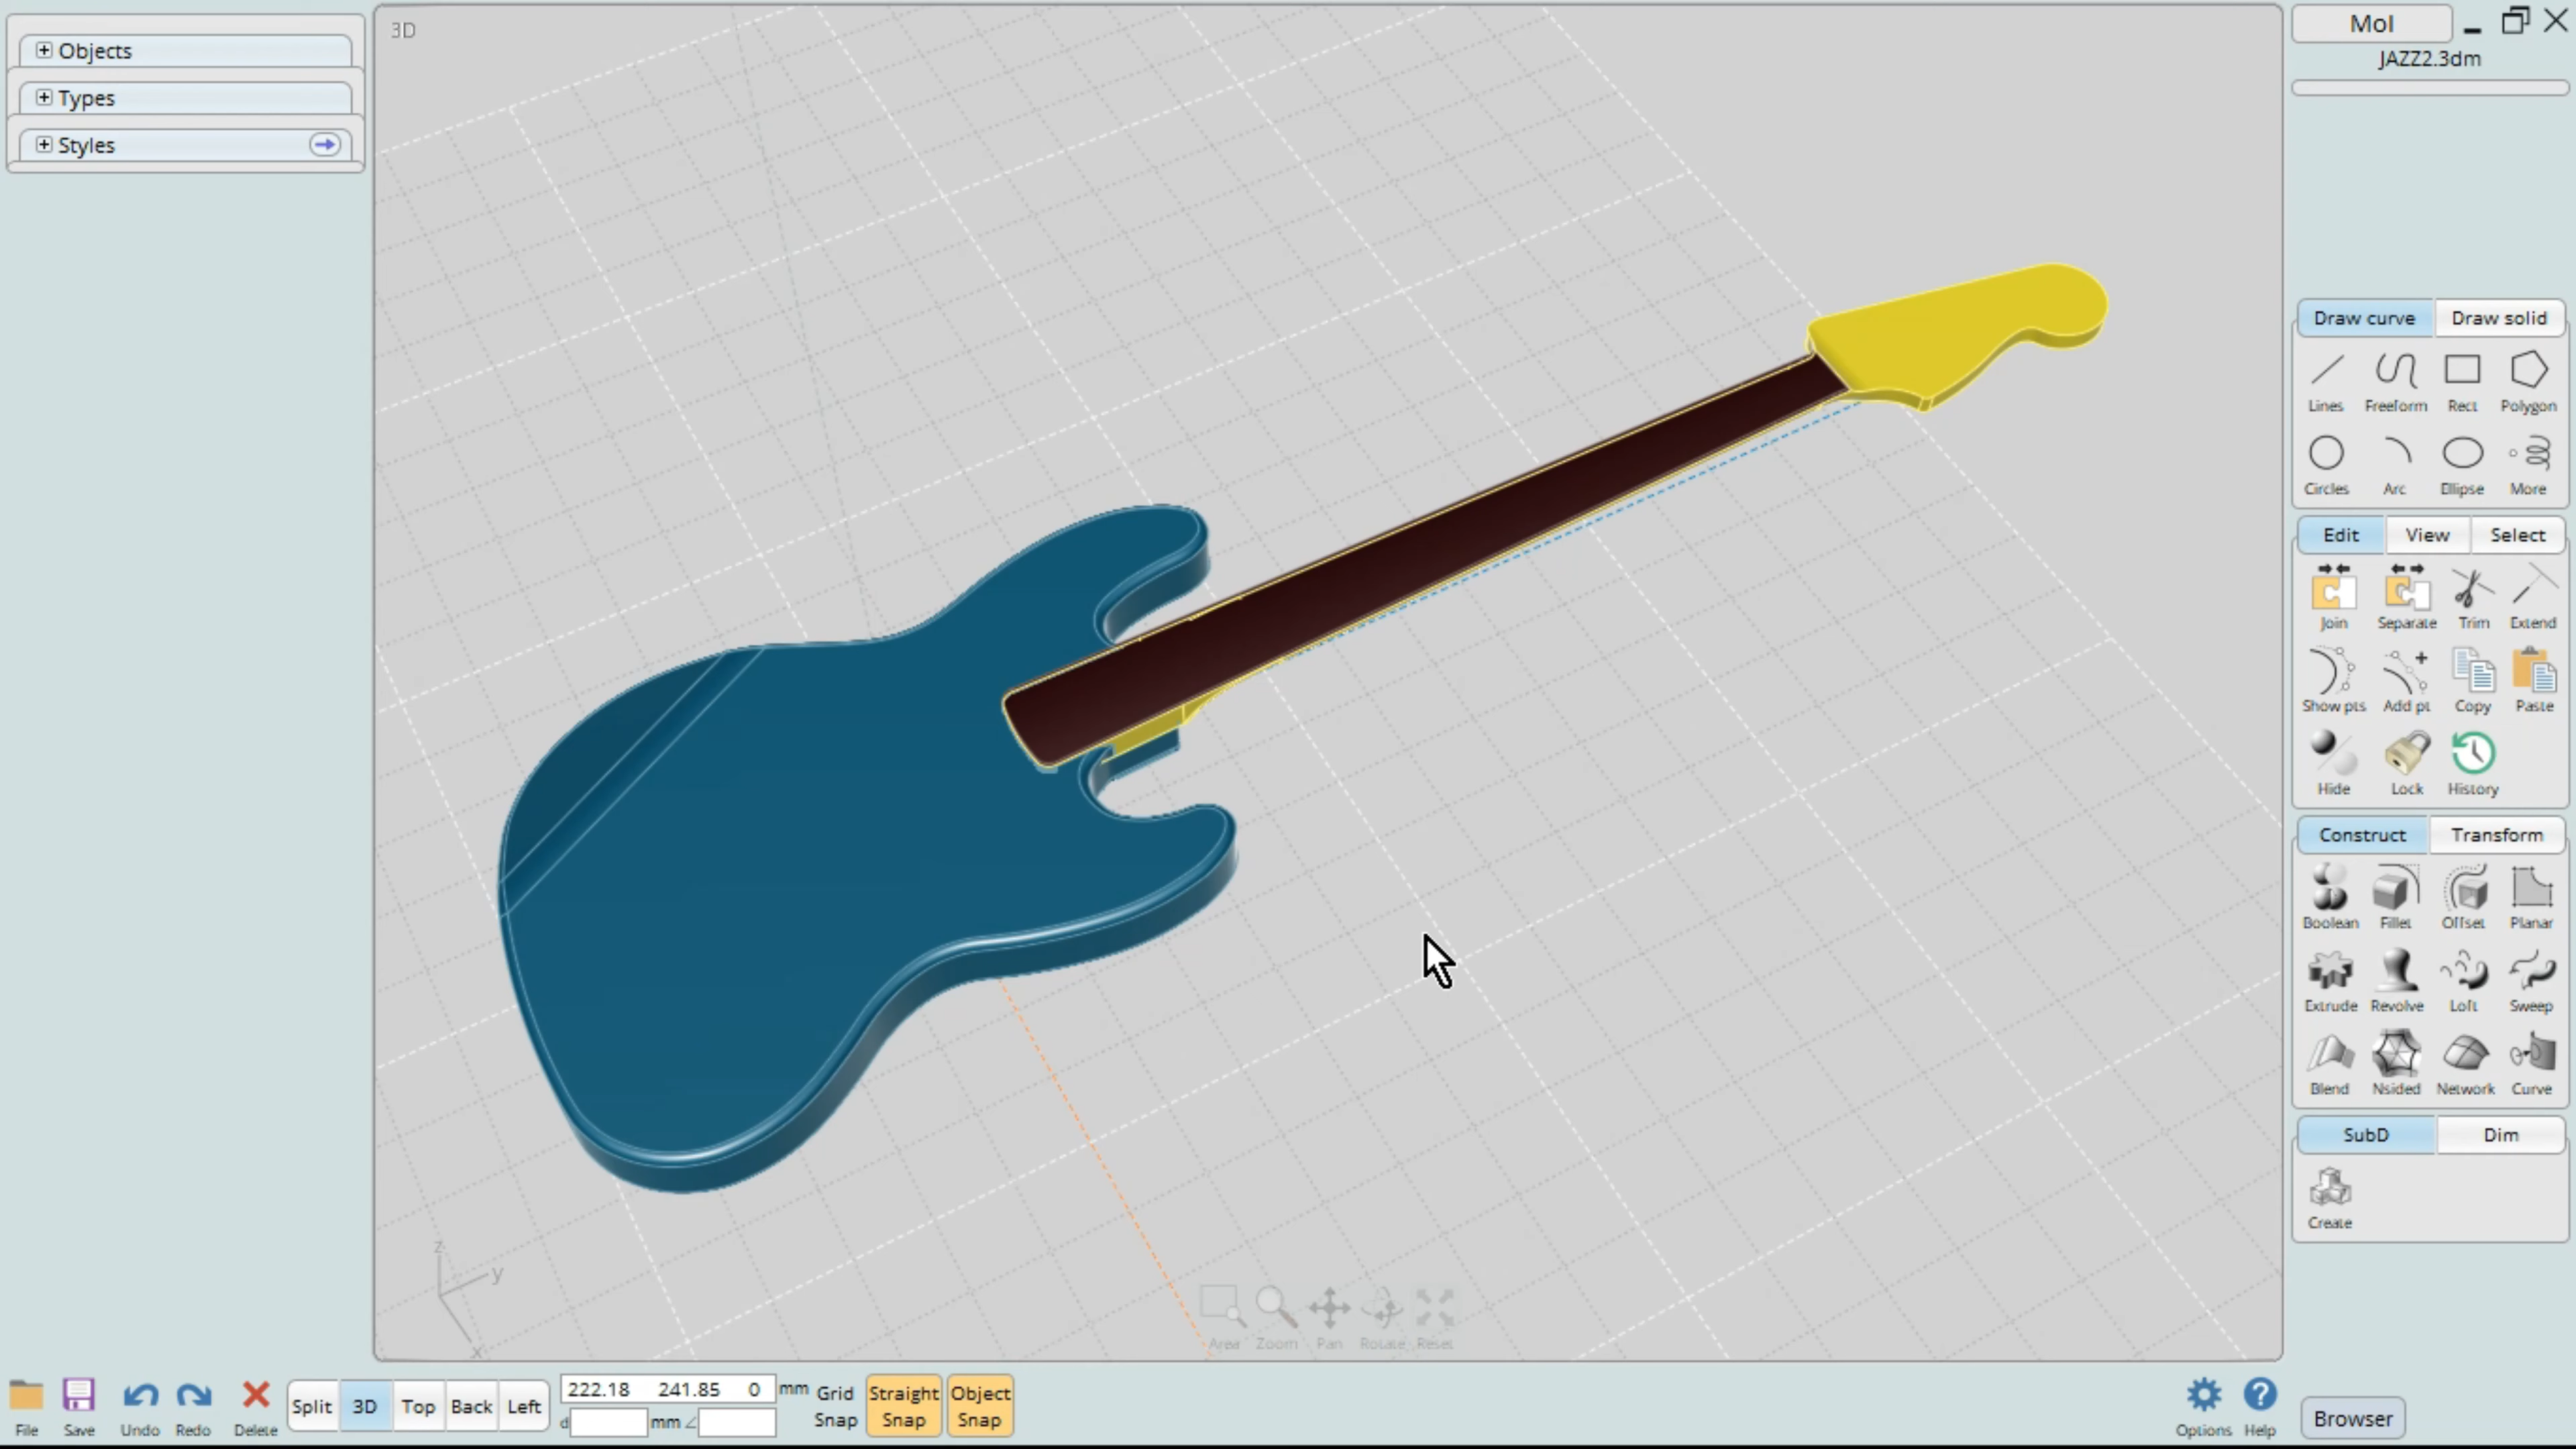 Objects
Types
Styles
3D
MoI
JAZZ2.3dm
Draw curve Draw solid
Lines Freeform Rect Polygon
Circles Arc Ellipse More
Edit View Select
Join Separate Trim Extend
Show pts Add pt Copy Paste
Hide Lock History
Construct Transform
Boolean Fillet Offset Planar
Extrude Revolve Loft Sweep
Blend Nsided Network Curve
SubD Dim
Create
z
y
x
Area Zoom Pan Rotate Reset
File Save Undo Redo Delete
Split 3D Top Back Left
222.18 241.85 0 mm
d mm ∠
Grid Snap
Straight Snap
Object Snap
Options Help
Browser